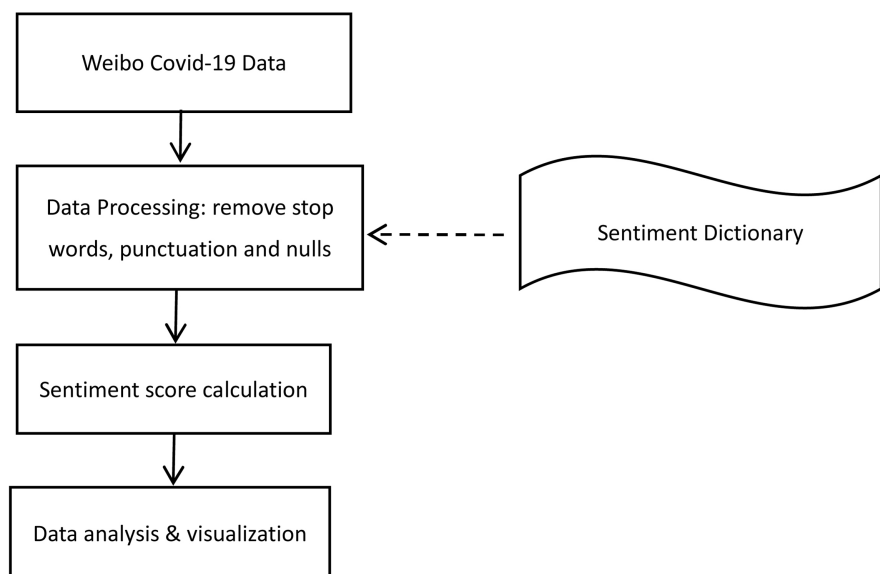 Weibo Covid-19 Data
Data Processing: remove stop
words, punctuation and nulls
Sentiment Dictionary
Sentiment score calculation
Data analysis & visualization